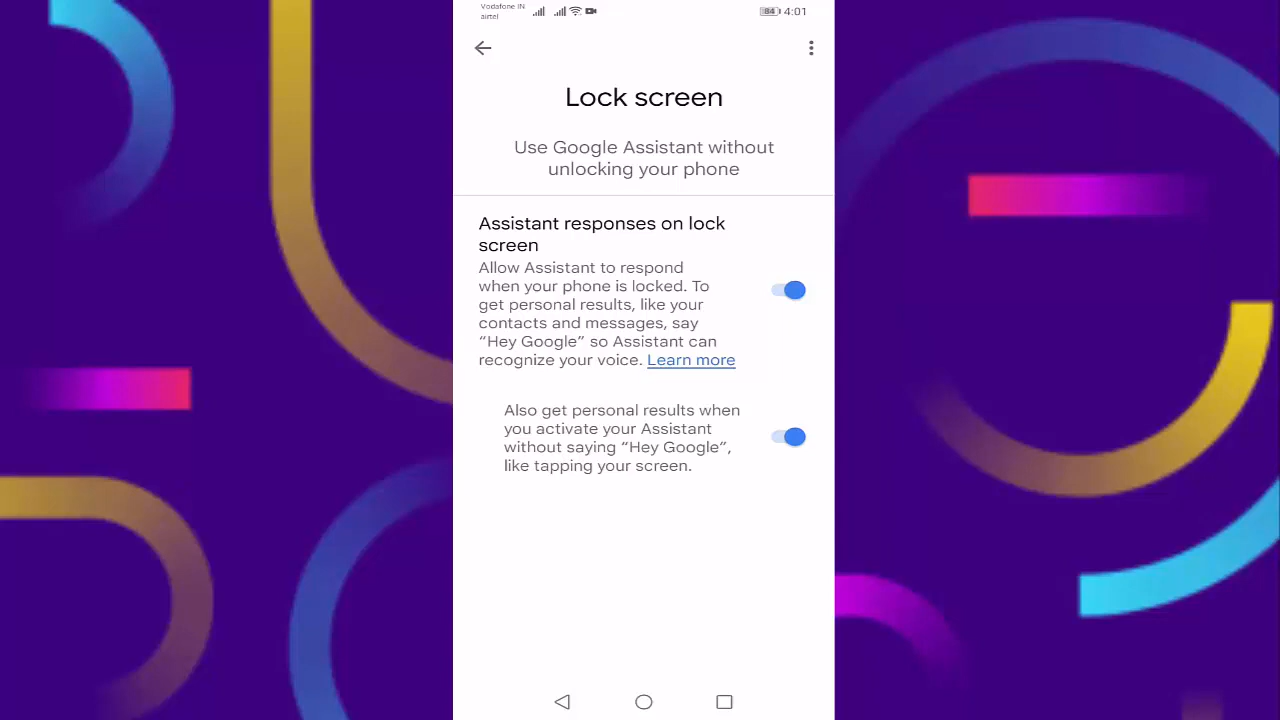 Vodafone IN
airtel
84 4:01
Lock screen
Use Google Assistant without
unlocking your phone
Assistant responses on lock
screen
Allow Assistant to respond
when your phone is locked. To
get personal results, like your
contacts and messages, say
“Hey Google” so Assistant can
recognize your voice. Learn more
Also get personal results when
you activate your Assistant
without saying “Hey Google”,
like tapping your screen.